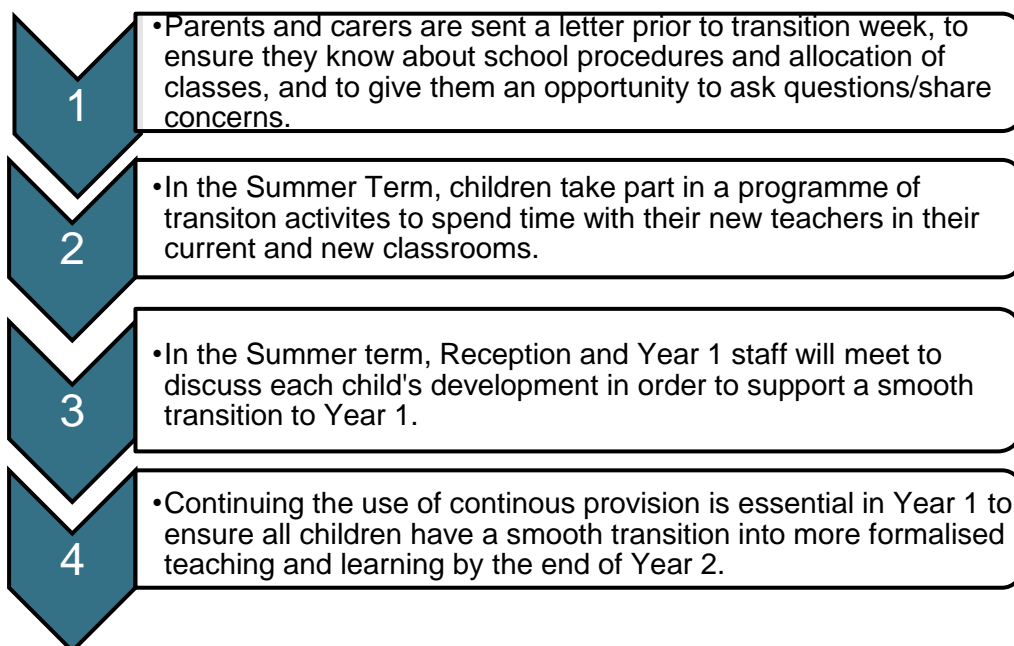 1
•Parents and carers are sent a letter prior to transition week, to
ensure they know about school procedures and allocation of
classes, and to give them an opportunity to ask questions/share
concerns.
2
•In the Summer Term, children take part in a programme of
transiton activites to spend time with their new teachers in their
current and new classrooms.
3
•In the Summer term, Reception and Year 1 staff will meet to
discuss each child's development in order to support a smooth
transition to Year 1.
4
•Continuing the use of continous provision is essential in Year 1 to
ensure all children have a smooth transition into more formalised
teaching and learning by the end of Year 2.